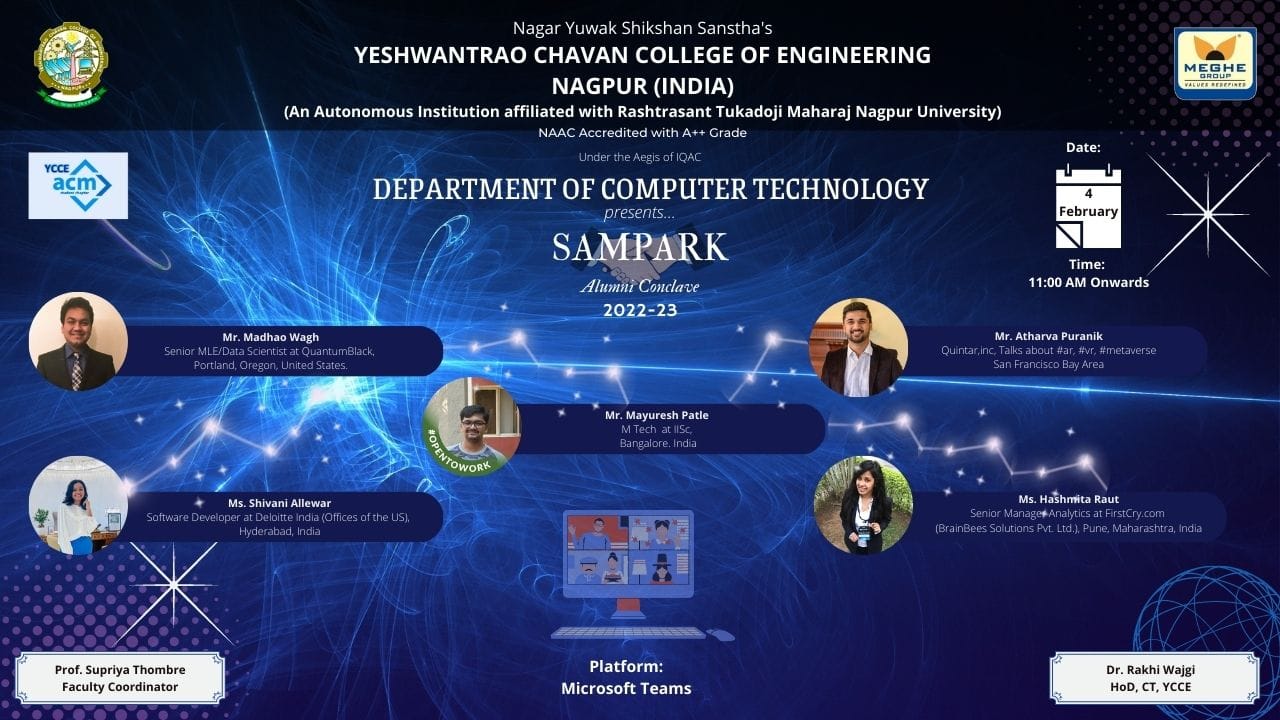 Nagar Yuwak Shikshan Sanstha's
YESHWANTRAO CHAVAN COLLEGE OF ENGINEERING
NAGPUR (INDIA)
(An Autonomous Institution affiliated with Rashtrasant Tukadoji Maharaj Nagpur University)
NAAC Accredited with A++ Grade
MEGHE
GROUP
VALUES REDEFINED
YCCE
acm
student chapter
Under the Aegis of IQAC
DEPARTMENT OF COMPUTER TECHNOLOGY
presents...
SAMPARK
Alumni Conclave
2022-23
Date:
4
February
Time:
11:00 AM Onwards
Mr. Madhao Wagh
Senior MLE/Data Scientist at QuantumBlack,
Portland, Oregon, United States.
Mr. Atharva Puranik
Quintar,inc, Talks about #ar, #vr, #metaverse
San Francisco Bay Area
#OPENTOWORK
Mr. Mayuresh Patle
M Tech at IISc,
Bangalore. India
Ms. Shivani Allewar
Software Developer at Deloitte India (Offices of the US),
Hyderabad, India
Ms. Hashmita Raut
Senior Manager Analytics at FirstCry.com
(BrainBees Solutions Pvt. Ltd.), Pune, Maharashtra, India
Prof. Supriya Thombre
Faculty Coordinator
Platform:
Microsoft Teams
Dr. Rakhi Wajgi
HoD, CT, YCCE